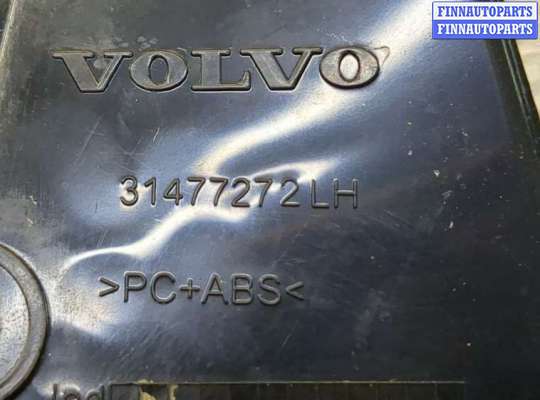 FINNAUTOPARTS
FINNAUTOPARTS
VOLVO
31477272 LH
>PC+ABS<